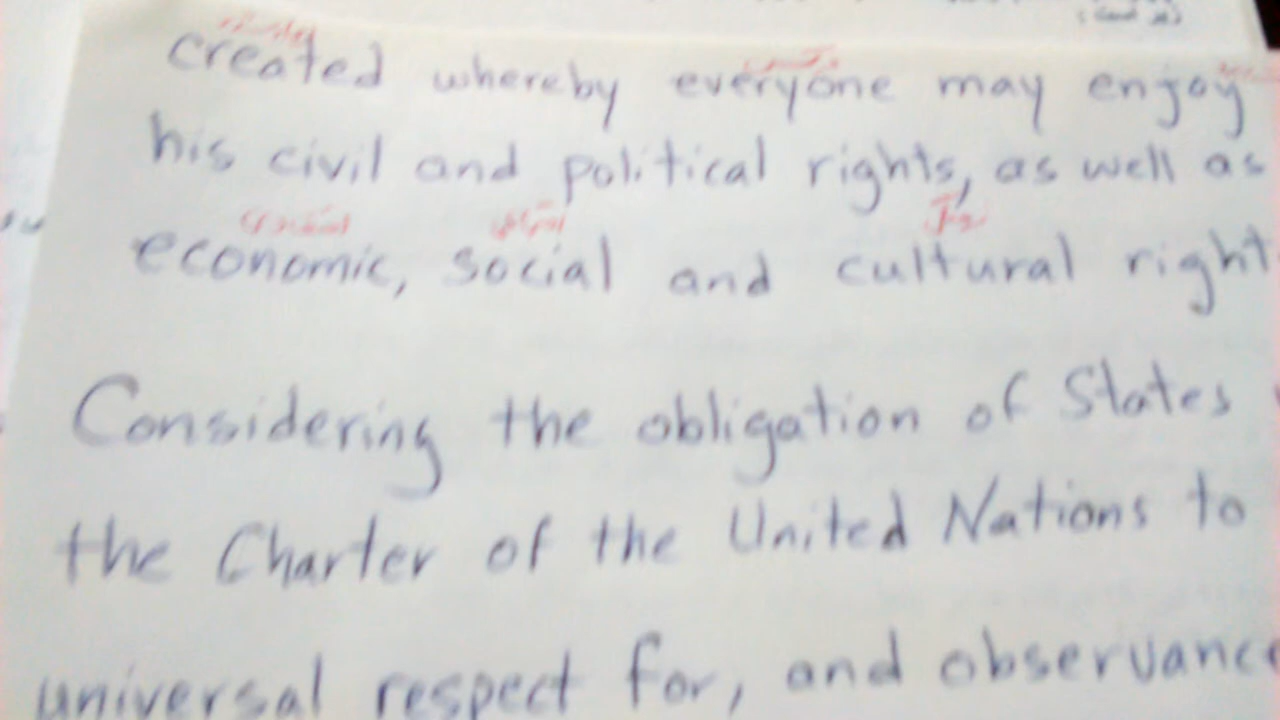 created whereby everyone may enjoy
his civil and political rights, as well as
economic, social and cultural right
Considering the obligation of States
the Charter of the United Nations to
universal respect for, and observance